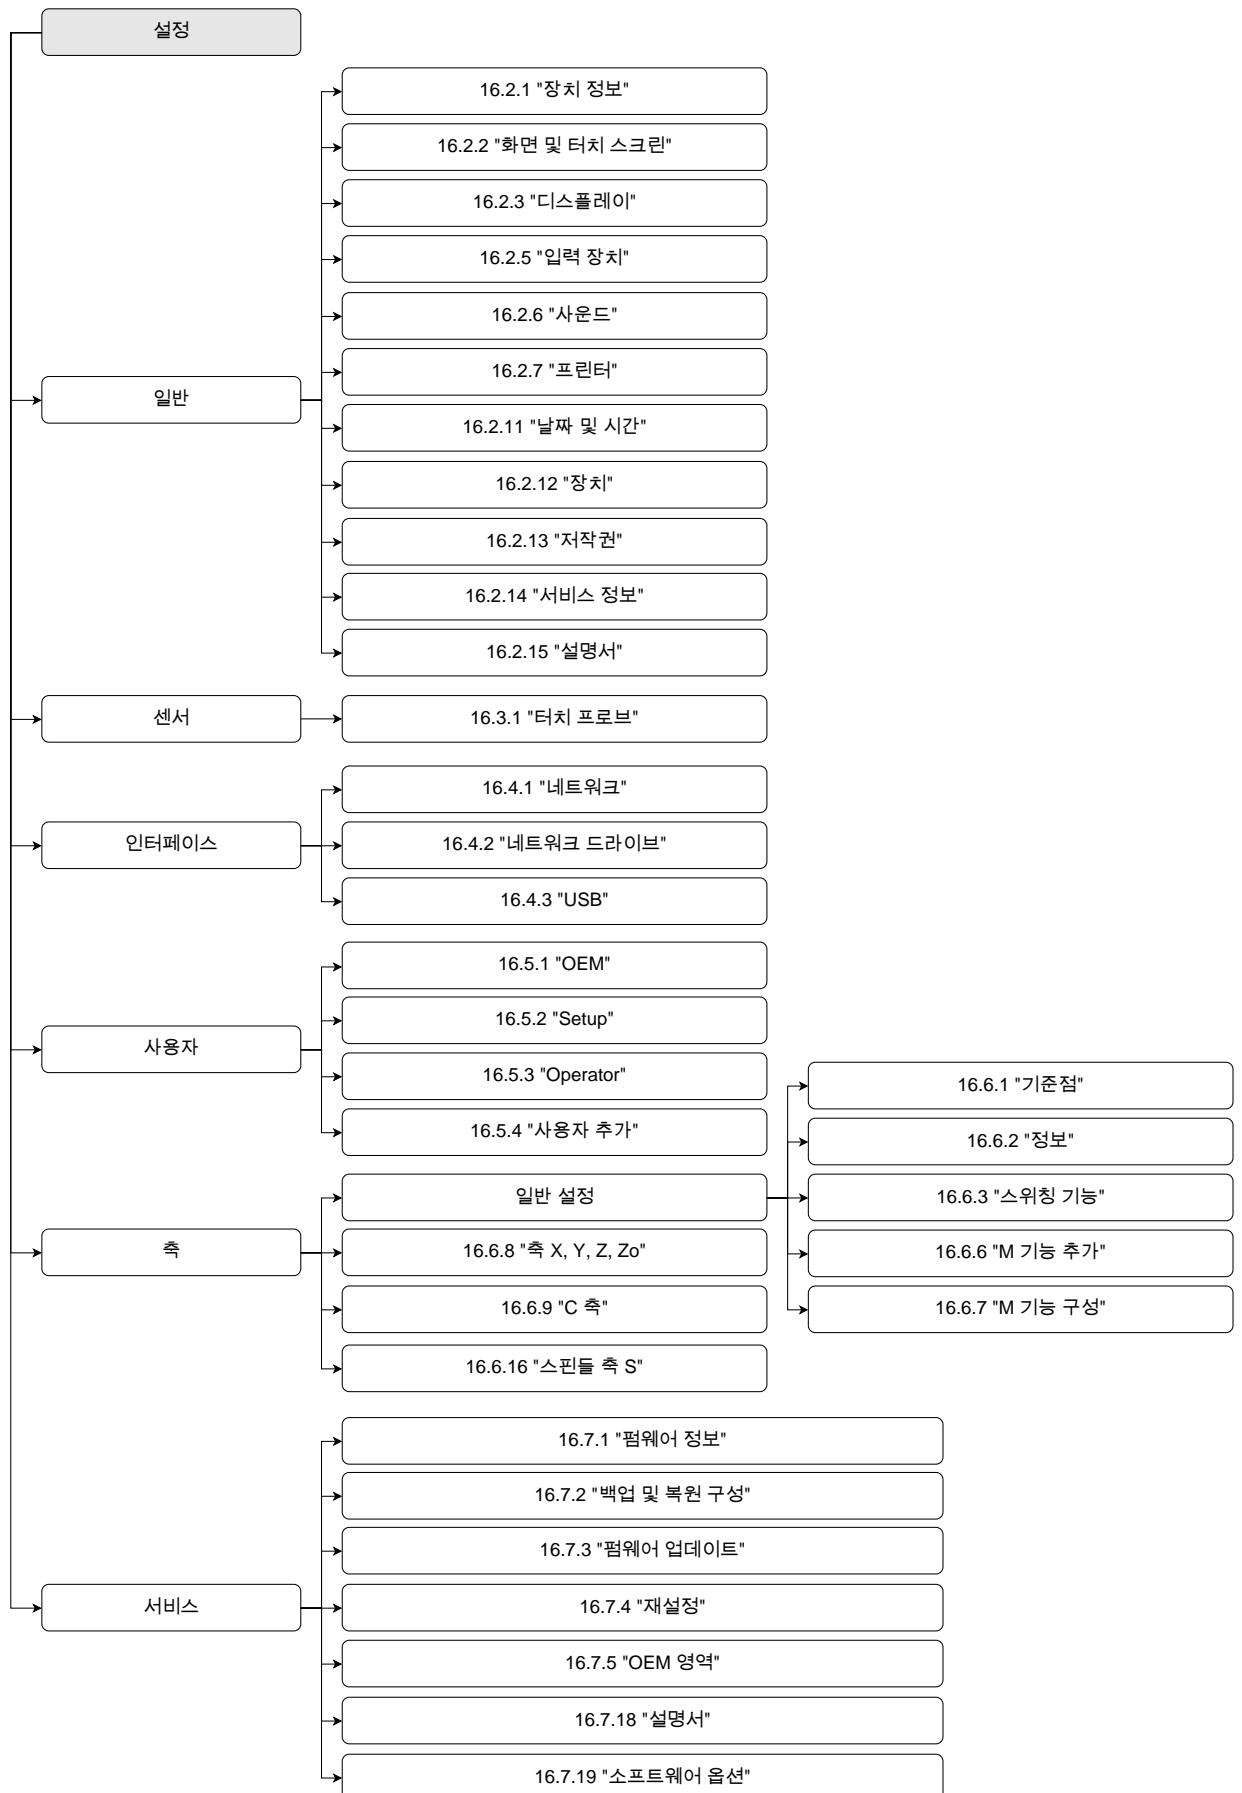 설정
일반
16.2.1 "장치 정보"
16.2.2 "화면 및 터치 스크린"
16.2.3 "디스플레이"
16.2.5 "입력 장치"
16.2.6 "사운드"
16.2.7 "프린터"
16.2.11 "날짜 및 시간"
16.2.12 "장치"
16.2.13 "저작권"
16.2.14 "서비스 정보"
16.2.15 "설명서"
센서
16.3.1 "터치 프로브"
인터페이스
16.4.1 "네트워크"
16.4.2 "네트워크 드라이브"
16.4.3 "USB"
사용자
16.5.1 "OEM"
16.5.2 "Setup"
16.5.3 "Operator"
16.5.4 "사용자 추가"
축
일반 설정
16.6.1 "기준점"
16.6.2 "정보"
16.6.3 "스위칭 기능"
16.6.6 "M 기능 추가"
16.6.7 "M 기능 구성"
16.6.8 "축 X, Y, Z, Zo"
16.6.9 "C 축"
16.6.16 "스핀들 축 S"
서비스
16.7.1 "펌웨어 정보"
16.7.2 "백업 및 복원 구성"
16.7.3 "펌웨어 업데이트"
16.7.4 "재설정"
16.7.5 "OEM 영역"
16.7.18 "설명서"
16.7.19 "소프트웨어 옵션"